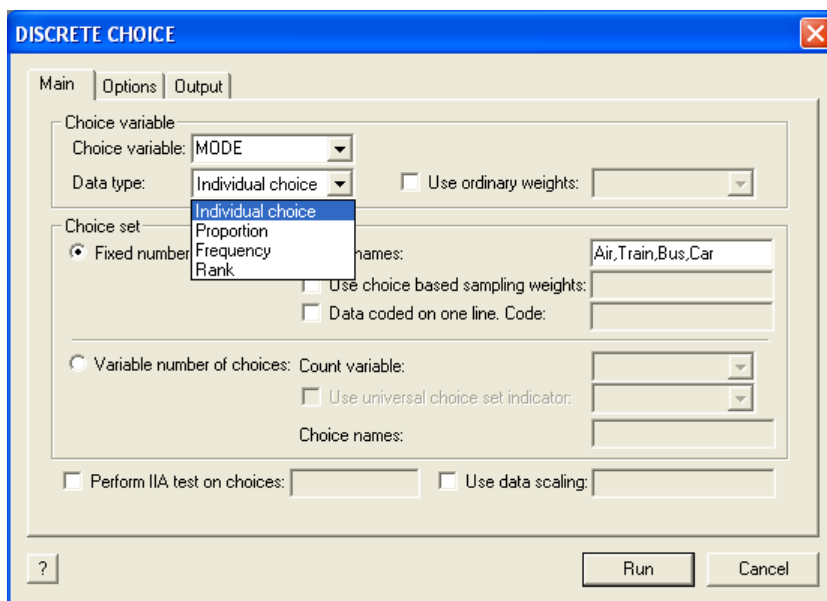 DISCRETE CHOICE
Main Options Output
Choice variable
Choice variable: MODE
Data type: Individual choice Use ordinary weights:
Individual choice
Proportion
Frequency
Rank
Choice set
Fixed number names: Air,Train,Bus,Car
Use choice based sampling weights:
Data coded on one line. Code:
Variable number of choices: Count variable:
Use universal choice set indicator:
Choice names:
Perform IIA test on choices: Use data scaling:
? Run Cancel